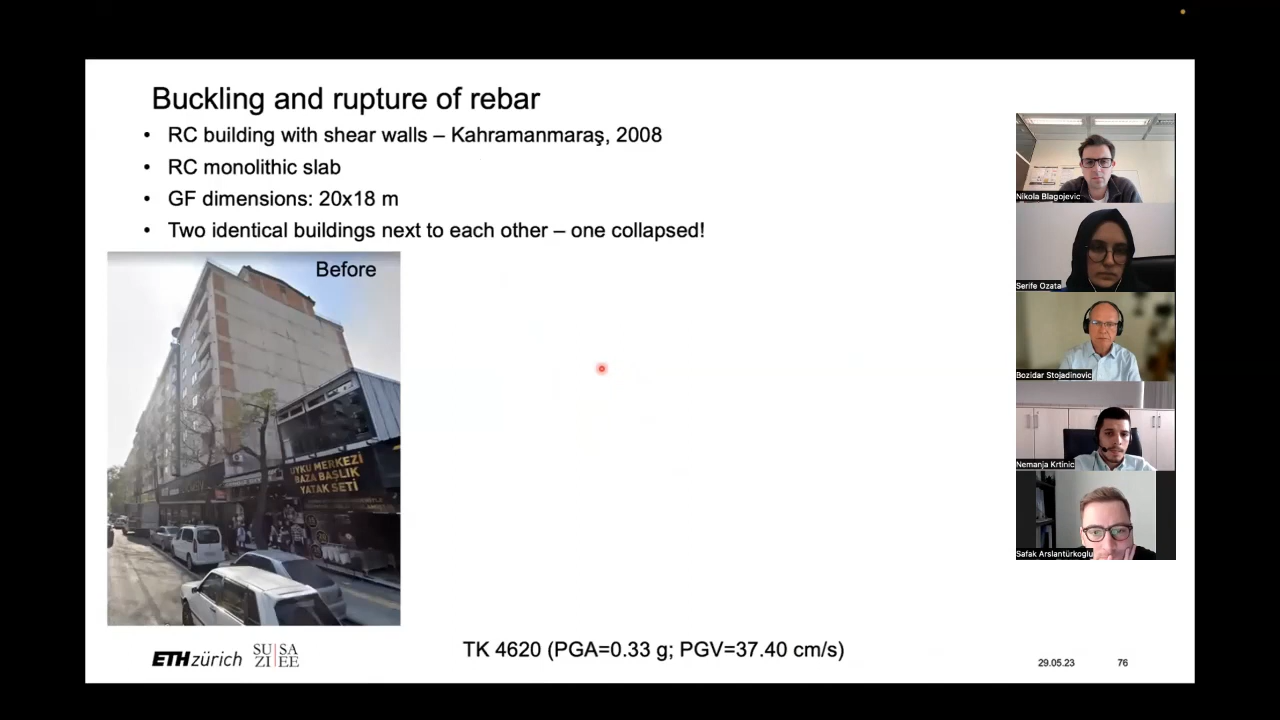 Buckling and rupture of rebar
• RC building with shear walls – Kahramanmaraş, 2008
• RC monolithic slab
• GF dimensions: 20x18 m
• Two identical buildings next to each other – one collapsed!
Before
UYKU MERKEZİ
BAZA BAŞLIK
YATAK SETİ
TK 4620 (PGA=0.33 g; PGV=37.40 cm/s)
ETH zürich
SU|SA
ZI|EE
29.05.23
76
Nikola Blagojevic
Serife Ozata
Bozidar Stojadinovic
Nemanja Krtinic
Safak Arslantürkoglu